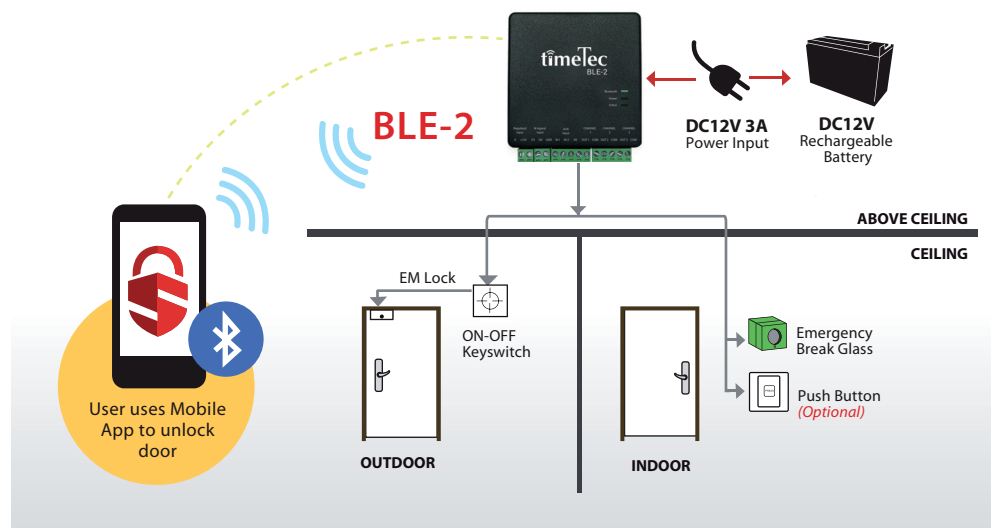 timeTec
BLE-2
BLE-2
DC12V 3A
Power Input
DC12V
Rechargeable
Battery
ABOVE CEILING
CEILING
EM Lock
ON-OFF
Keyswitch
Emergency
Break Glass
Push Button
(Optional)
User uses Mobile
App to unlock
door
OUTDOOR
INDOOR